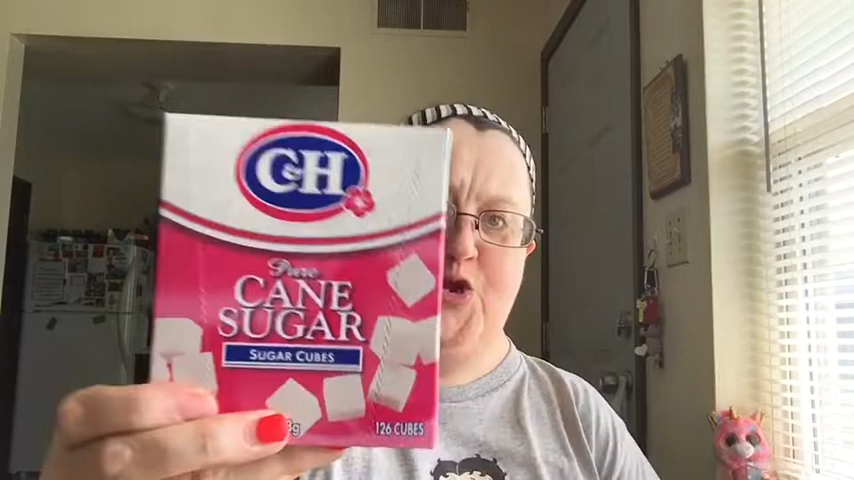 C&H
Pure
CANE
SUGAR
SUGAR CUBES
126 CUBES